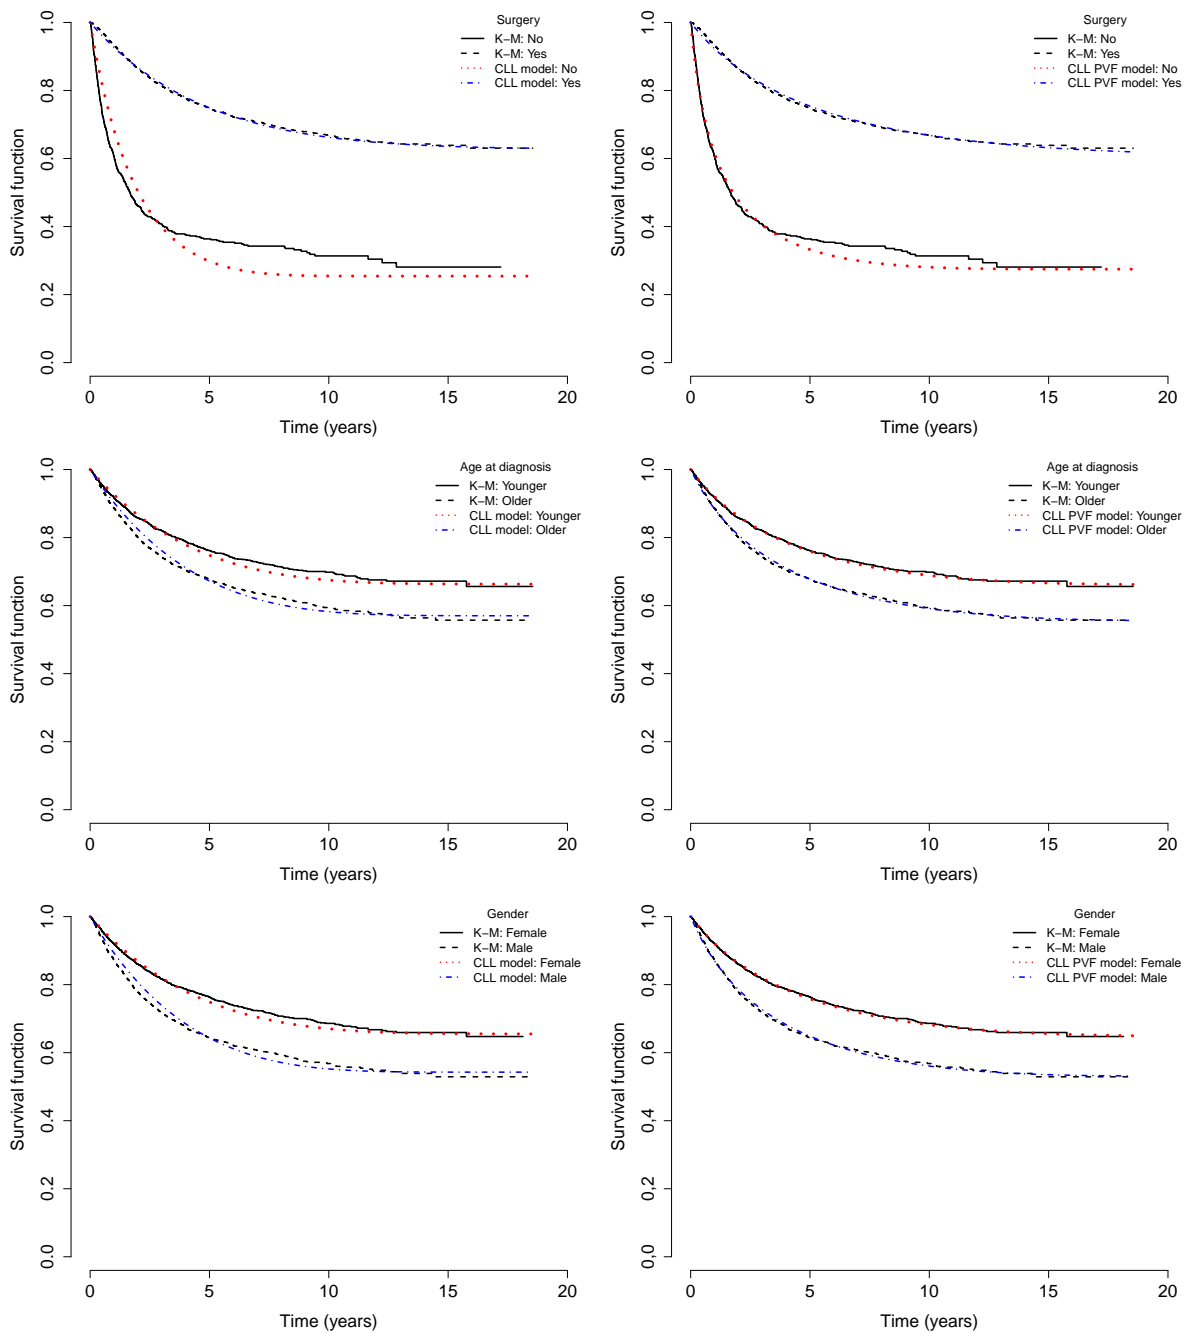 Surgery
K−M: No
K−M: Yes
CLL model: No
CLL model: Yes
Survival function
1.0
0.8
0.6
0.4
0.2
0.0
0 5 10 15 20
Time (years)
Surgery
K−M: No
K−M: Yes
CLL PVF model: No
CLL PVF model: Yes
Survival function
1.0
0.8
0.6
0.4
0.2
0.0
0 5 10 15 20
Time (years)
Age at diagnosis
K−M: Younger
K−M: Older
CLL model: Younger
CLL model: Older
Survival function
1.0
0.8
0.6
0.4
0.2
0.0
0 5 10 15 20
Time (years)
Age at diagnosis
K−M: Younger
K−M: Older
CLL PVF model: Younger
CLL PVF model: Older
Survival function
1.0
0.8
0.6
0.4
0.2
0.0
0 5 10 15 20
Time (years)
Gender
K−M: Female
K−M: Male
CLL model: Female
CLL model: Male
Survival function
1.0
0.8
0.6
0.4
0.2
0.0
0 5 10 15 20
Time (years)
Gender
K−M: Female
K−M: Male
CLL PVF model: Female
CLL PVF model: Male
Survival function
1.0
0.8
0.6
0.4
0.2
0.0
0 5 10 15 20
Time (years)